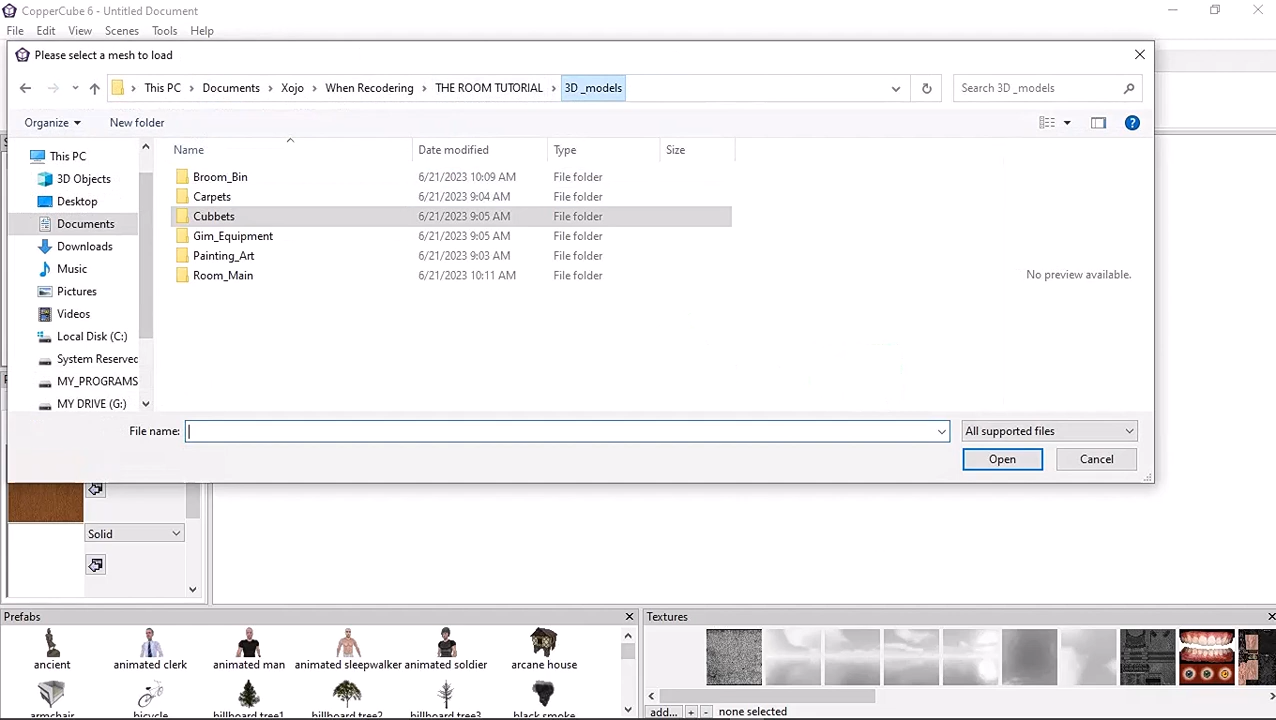 CopperCube 6 - Untitled Document
File Edit View Scenes Tools Help
Please select a mesh to load
This PC › Documents › Xojo › When Recodering › THE ROOM TUTORIAL › 3D _models
Search 3D _models
Organize New folder
Name Date modified Type Size
This PC
3D Objects
Desktop
Documents
Downloads
Music
Pictures
Videos
Local Disk (C:)
System Reserved
MY_PROGRAMS
MY DRIVE (G:)
Broom_Bin 6/21/2023 10:09 AM File folder
Carpets 6/21/2023 9:04 AM File folder
Cubbets 6/21/2023 9:05 AM File folder
Gim_Equipment 6/21/2023 9:05 AM File folder
Painting_Art 6/21/2023 9:03 AM File folder
Room_Main 6/21/2023 10:11 AM File folder
No preview available.
File name:
All supported files
Open Cancel
Solid
Prefabs
ancient animated clerk animated man animated sleepwalker animated soldier arcane house
armchair bicycle billboard tree1 billboard tree2 billboard tree3 black smoke
Textures
add... + - none selected